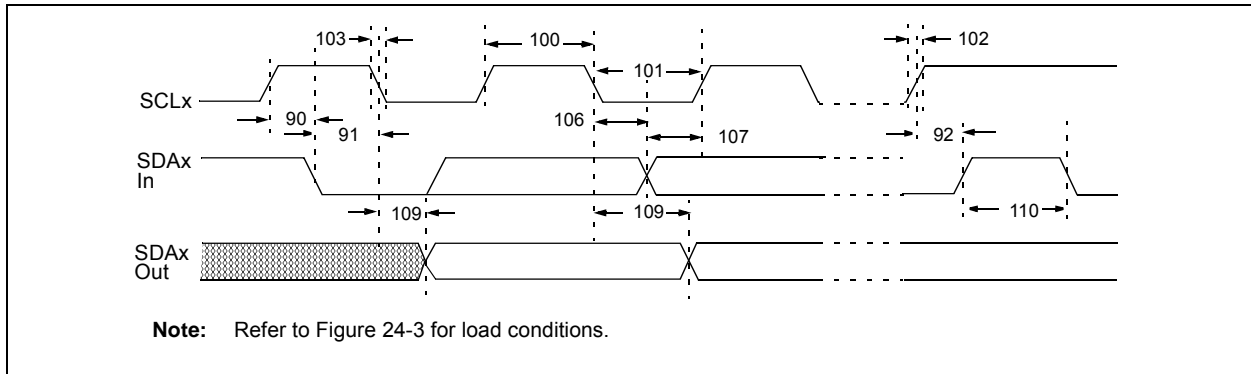 103
100
102
101
SCLx
90
91
106
107
92
SDAx
In
109
109
110
SDAx
Out
Note: Refer to Figure 24-3 for load conditions.